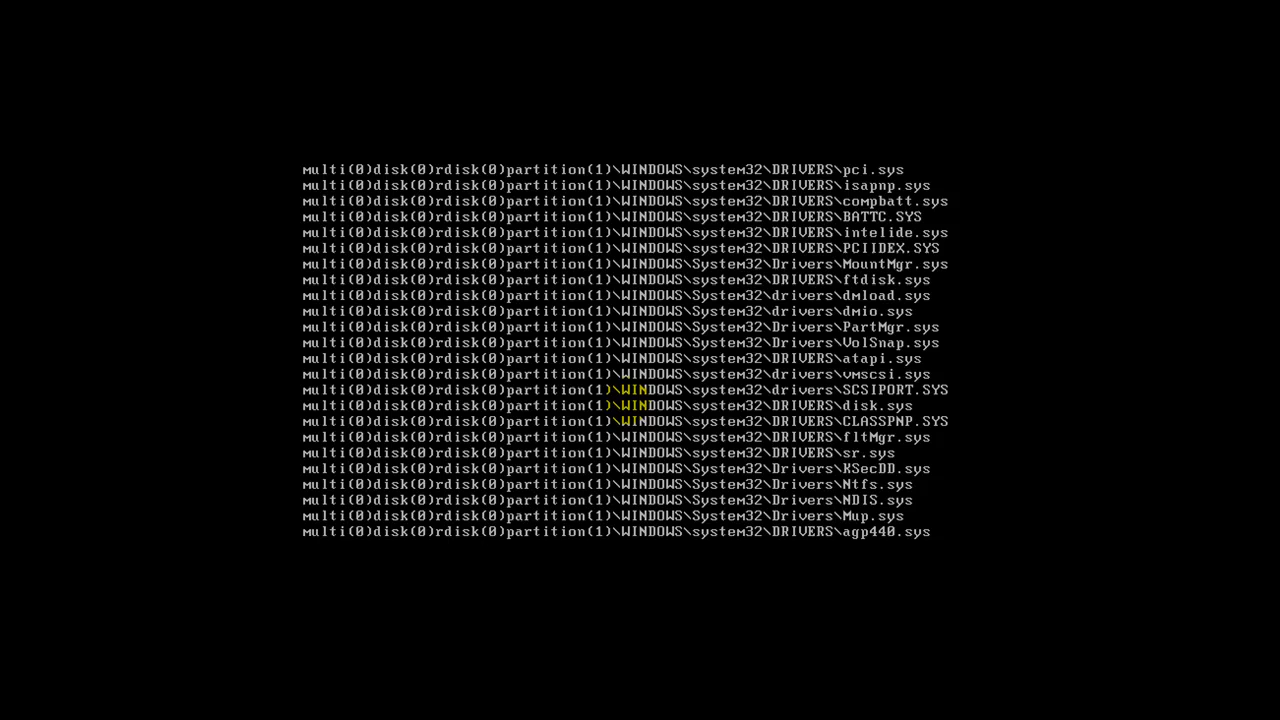 multi(0)disk(0)rdisk(0)partition(1)\WINDOWS\system32\DRIVERS\pci.sys
multi(0)disk(0)rdisk(0)partition(1)\WINDOWS\system32\DRIVERS\isapnp.sys
multi(0)disk(0)rdisk(0)partition(1)\WINDOWS\system32\DRIVERS\compbatt.sys
multi(0)disk(0)rdisk(0)partition(1)\WINDOWS\system32\DRIVERS\BATTC.SYS
multi(0)disk(0)rdisk(0)partition(1)\WINDOWS\system32\DRIVERS\intelide.sys
multi(0)disk(0)rdisk(0)partition(1)\WINDOWS\system32\DRIVERS\PCIIDEX.SYS
multi(0)disk(0)rdisk(0)partition(1)\WINDOWS\System32\Drivers\MountMgr.sys
multi(0)disk(0)rdisk(0)partition(1)\WINDOWS\system32\DRIVERS\ftdisk.sys
multi(0)disk(0)rdisk(0)partition(1)\WINDOWS\System32\drivers\dmload.sys
multi(0)disk(0)rdisk(0)partition(1)\WINDOWS\System32\drivers\dmio.sys
multi(0)disk(0)rdisk(0)partition(1)\WINDOWS\System32\Drivers\PartMgr.sys
multi(0)disk(0)rdisk(0)partition(1)\WINDOWS\System32\Drivers\VolSnap.sys
multi(0)disk(0)rdisk(0)partition(1)\WINDOWS\system32\DRIVERS\atapi.sys
multi(0)disk(0)rdisk(0)partition(1)\WINDOWS\system32\drivers\vmscsi.sys
multi(0)disk(0)rdisk(0)partition(1)\WINDOWS\system32\drivers\SCSIPORT.SYS
multi(0)disk(0)rdisk(0)partition(1)\WINDOWS\system32\DRIVERS\disk.sys
multi(0)disk(0)rdisk(0)partition(1)\WINDOWS\system32\DRIVERS\CLASSPNP.SYS
multi(0)disk(0)rdisk(0)partition(1)\WINDOWS\system32\DRIVERS\fltMgr.sys
multi(0)disk(0)rdisk(0)partition(1)\WINDOWS\system32\DRIVERS\sr.sys
multi(0)disk(0)rdisk(0)partition(1)\WINDOWS\System32\Drivers\KSecDD.sys
multi(0)disk(0)rdisk(0)partition(1)\WINDOWS\System32\Drivers\Ntfs.sys
multi(0)disk(0)rdisk(0)partition(1)\WINDOWS\System32\Drivers\NDIS.sys
multi(0)disk(0)rdisk(0)partition(1)\WINDOWS\System32\Drivers\Mup.sys
multi(0)disk(0)rdisk(0)partition(1)\WINDOWS\system32\DRIVERS\agp440.sys